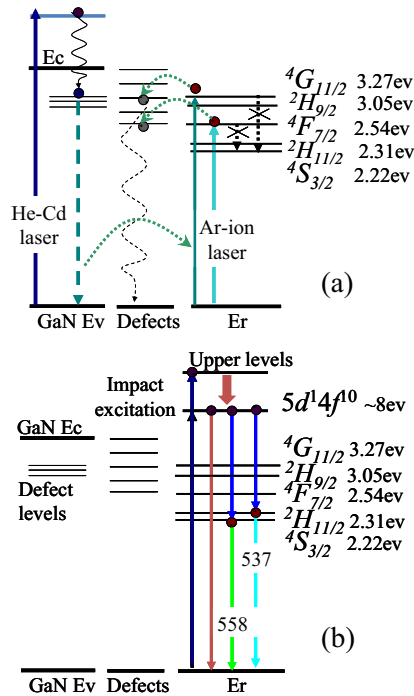 Ec
⁴G₁₁/₂ 3.27ev
²H₉/₂ 3.05ev
⁴F₇/₂ 2.54ev
²H₁₁/₂ 2.31ev
⁴S₃/₂ 2.22ev
He-Cd
laser
Ar-ion
laser
(a)
GaN Ev Defects Er
Upper levels
Impact
excitation
5d¹4f¹⁰ ~8ev
GaN Ec
⁴G₁₁/₂ 3.27ev
²H₉/₂ 3.05ev
⁴F₇/₂ 2.54ev
²H₁₁/₂ 2.31ev
⁴S₃/₂ 2.22ev
Defect
levels
537
558
(b)
GaN Ev Defects Er